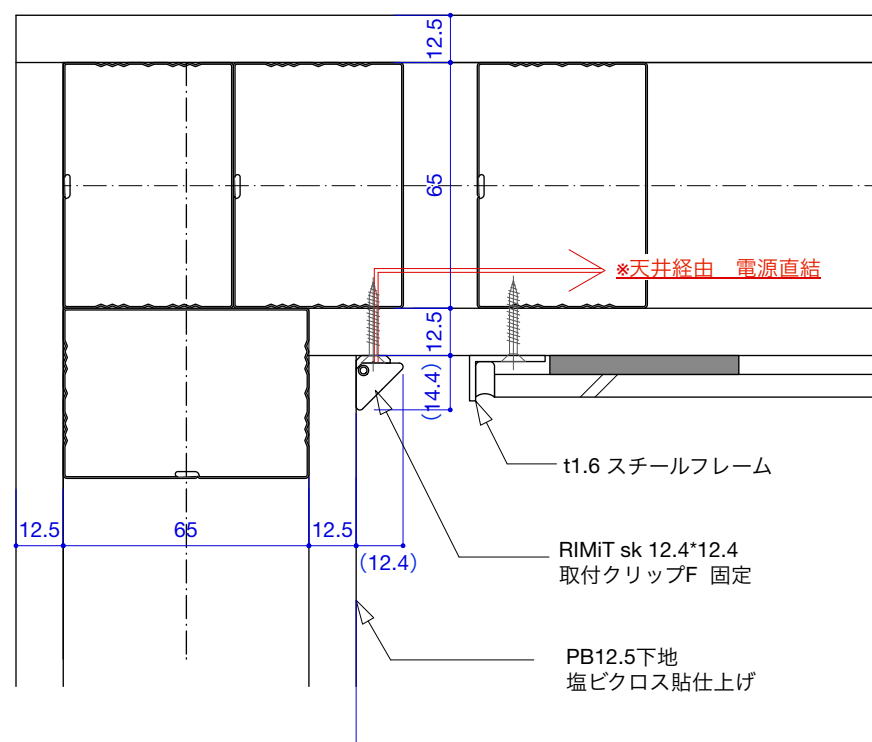 12.5
65
※天井経由　電源直結
12.5
(14.4)
t1.6 スチールフレーム
12.5
65
12.5
(12.4)
RIMiT sk 12.4*12.4
取付クリップF 固定
PB12.5下地
塩ビクロス貼仕上げ